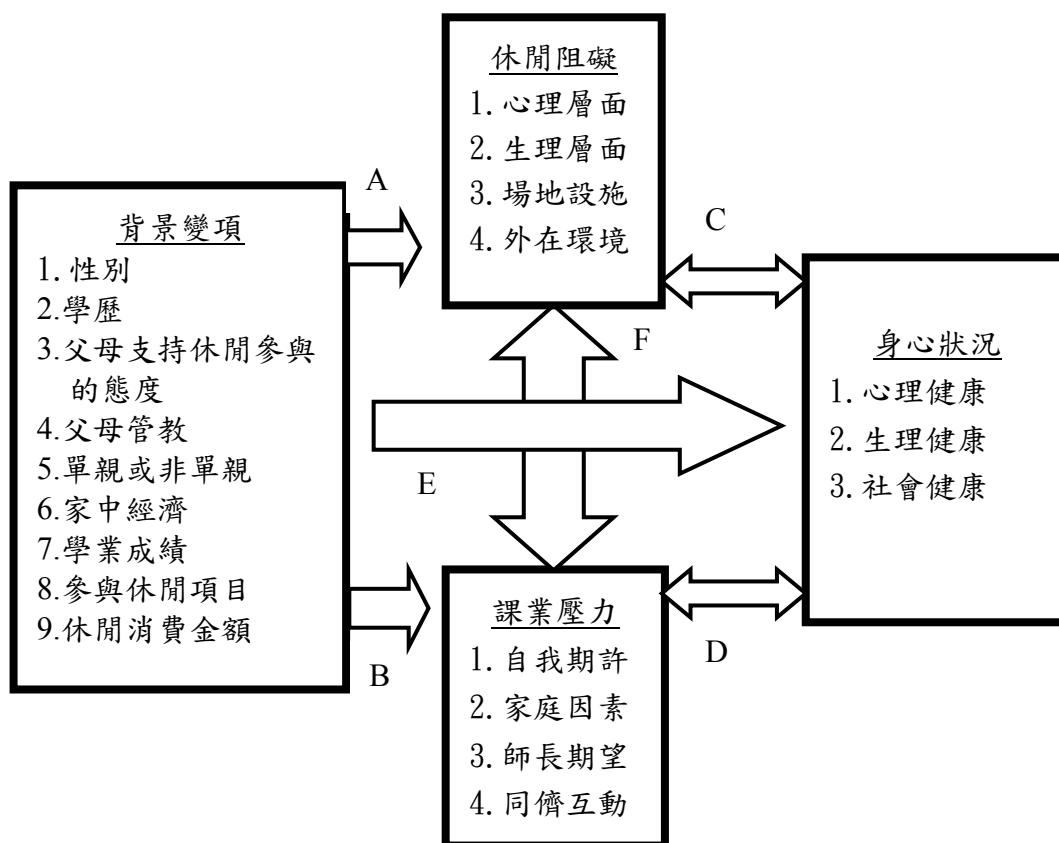 休閒阻礙
1. 心理層面
2. 生理層面
3. 場地設施
4. 外在環境
A
背景變項
1. 性別
2.學歷
3.父母支持休閒參與
的態度
4.父母管教
5.單親或非單親
6.家中經濟
7.學業成績
8.參與休閒項目
9.休閒消費金額
B
C
F
E
身心狀況
1. 心理健康
2. 生理健康
3. 社會健康
課業壓力
1. 自我期許
2. 家庭因素
3. 師長期望
4. 同儕互動
D